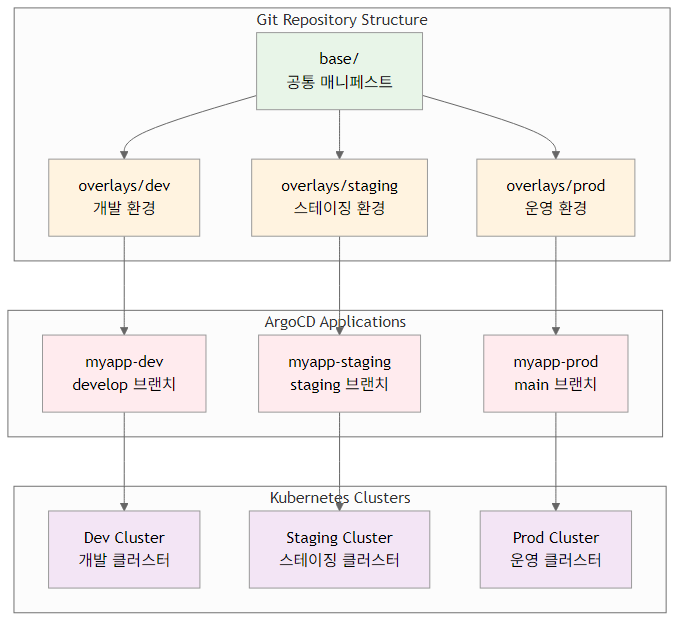 Git Repository Structure
base/
공통 매니페스트
overlays/dev
개발 환경
overlays/staging
스테이징 환경
overlays/prod
운영 환경
ArgoCD Applications
myapp-dev
develop 브랜치
myapp-staging
staging 브랜치
myapp-prod
main 브랜치
Kubernetes Clusters
Dev Cluster
개발 클러스터
Staging Cluster
스테이징 클러스터
Prod Cluster
운영 클러스터